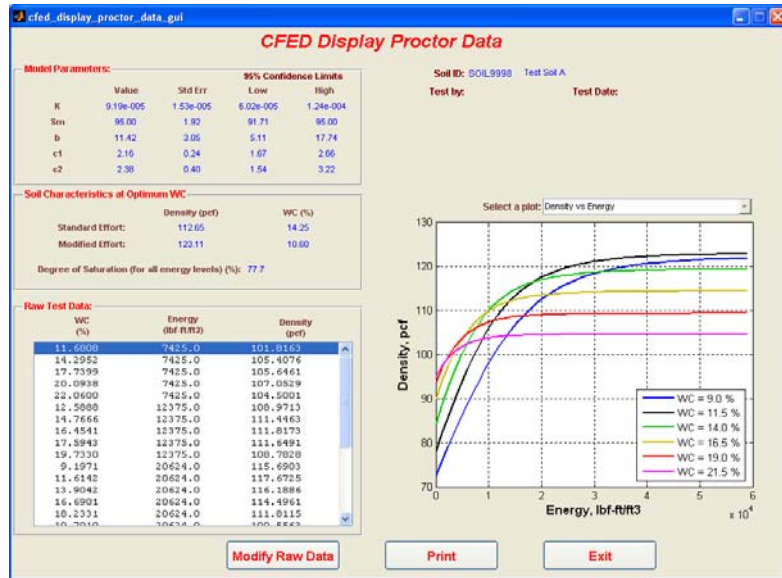 cfed_display_proctor_data_gui
CFED Display Proctor Data
Model Parameters:
95% Confidence Limits
Value Std Err Low High
K 9.19e-005 1.53e-005 6.02e-005 1.24e-004
Sm 95.00 1.92 91.71 95.00
b 11.42 3.05 5.11 17.74
c1 2.16 0.24 1.67 2.66
c2 2.38 0.40 1.54 3.22
Soil ID: SOIL9998 Test Soil A
Test by: Test Date:
Soil Characteristics at Optimum WC
Density (pcf) WC (%)
Standard Effort: 112.65 14.25
Modified Effort: 123.11 10.60
Degree of Saturation (for all energy levels) (%): 77.7
Raw Test Data:
WC (%) Energy (lbf-ft/ft3) Density (pcf)
11.6808 7425.0 101.8163
14.2952 7425.0 105.4076
17.7399 7425.0 105.6461
20.0938 7425.0 107.0529
22.0600 7425.0 104.5001
12.5888 12375.0 108.9713
14.7666 12375.0 111.4463
16.4541 12375.0 111.8173
17.5943 12375.0 111.6491
19.7330 12375.0 108.7828
9.1971 20624.0 115.6903
11.6142 20624.0 117.6725
13.9042 20624.0 116.1886
16.6901 20624.0 114.4961
18.2331 20624.0 111.8115
Select a plot: Density vs Energy
130
120
110
100
90
80
70
Density, pcf
WC = 9.0 %
WC = 11.5 %
WC = 14.0 %
WC = 16.5 %
WC = 19.0 %
WC = 21.5 %
0 1 2 3 4 5 6
Energy, lbf-ft/ft3
x 10^4
Modify Raw Data
Print
Exit